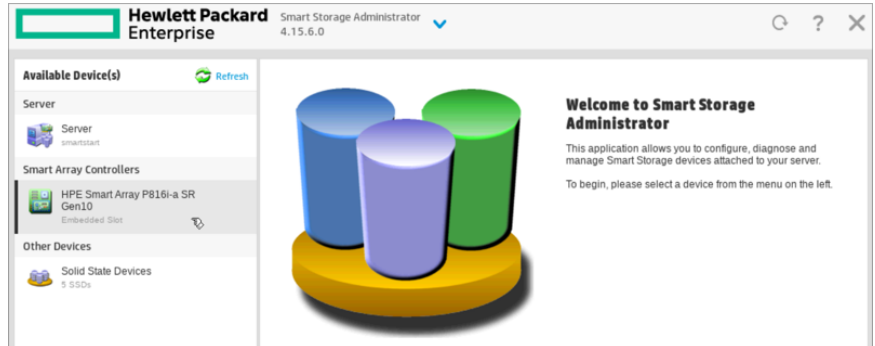 Hewlett Packard
Enterprise
Smart Storage Administrator
4.15.6.0
?
Available Device(s)
Refresh
Server
Server
smartstart
Smart Array Controllers
HPE Smart Array P816i-a SR
Gen10
Embedded Slot
Other Devices
Solid State Devices
5 SSDs
Welcome to Smart Storage
Administrator
This application allows you to configure, diagnose and
manage Smart Storage devices attached to your server.
To begin, please select a device from the menu on the left.